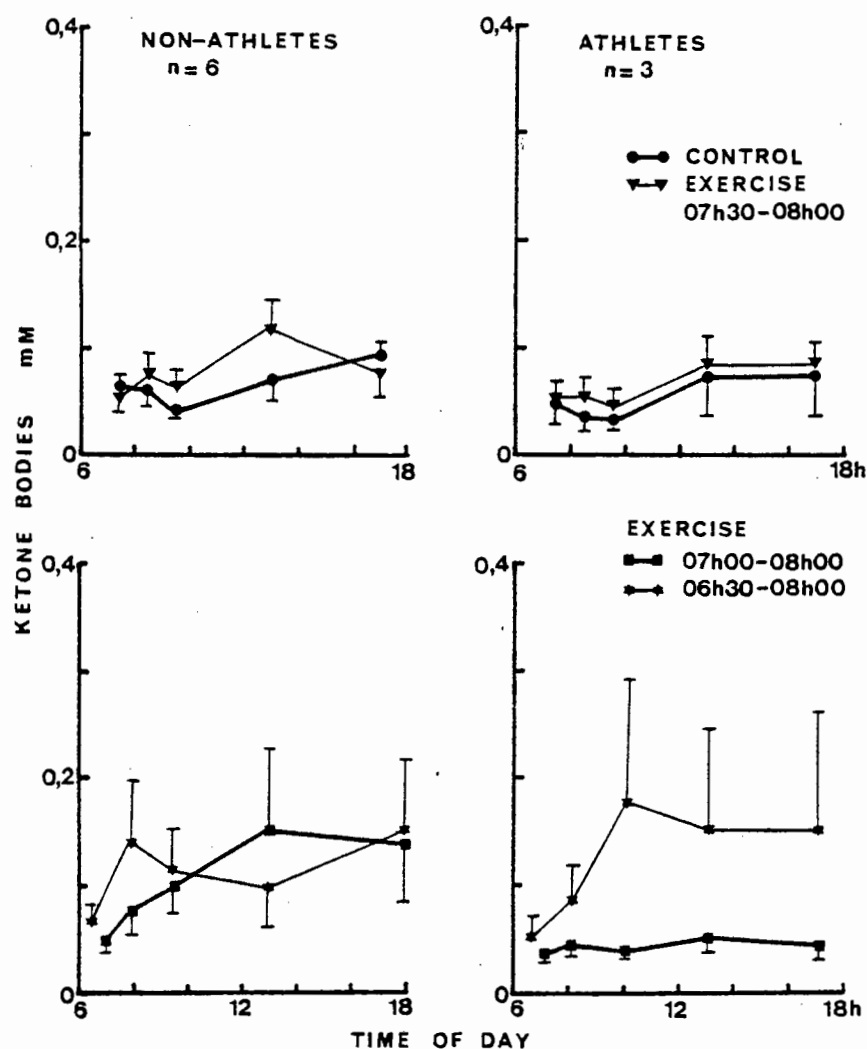 0,4
NON-ATHLETES
n=6
0,2
0
6
18
0,4
ATHLETES
n=3
CONTROL
EXERCISE
07h30-08h00
0,2
0
6
18h
KETONE BODIES mM
0,4
0,2
0
6
12
18
EXERCISE
07h00-08h00
06h30-08h00
0,4
0,2
0
6
12
18h
TIME OF DAY